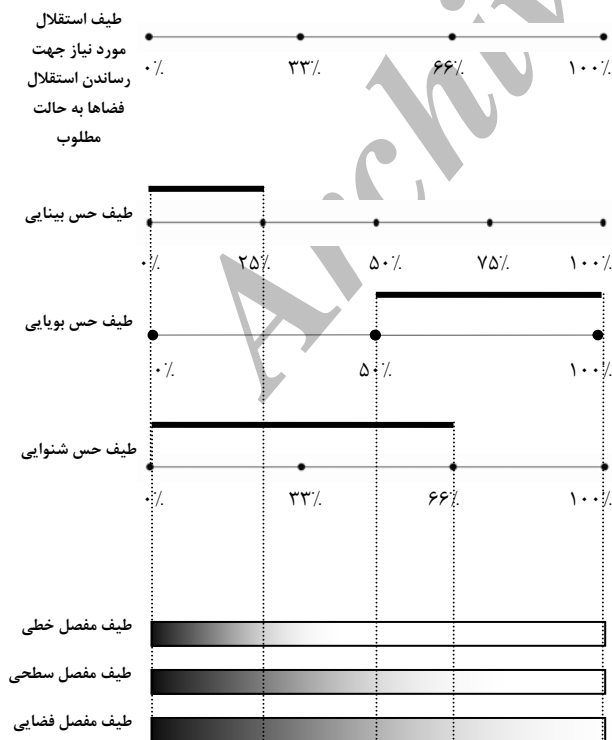 طیف استقلال
مورد نیاز جهت
رساندن استقلال
فضاها به حالت
مطلوب
۰٪ ۳۳٪ ۶۶٪ ۱۰۰٪
طیف حس بینایی
۰٪ ۲۵٪ ۵۰٪ ۷۵٪ ۱۰۰٪
طیف حس بویایی
۰٪ ۵۰٪ ۱۰۰٪
طیف حس شنوایی
۰٪ ۳۳٪ ۶۶٪ ۱۰۰٪
طیف مفصل خطی
طیف مفصل سطحی
طیف مفصل فضایی
Archiv